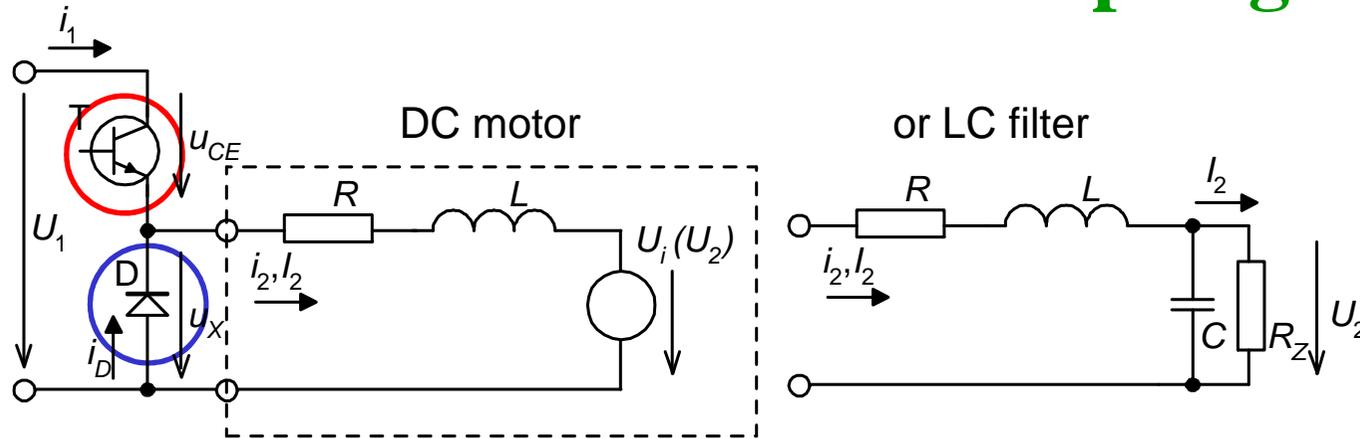 i1
T
uCE
DC motor
or LC filter
U1
R
L
Ui(U2)
i2,I2
D
uX
iD
R
L
I2
i2,I2
C
RZ
U2